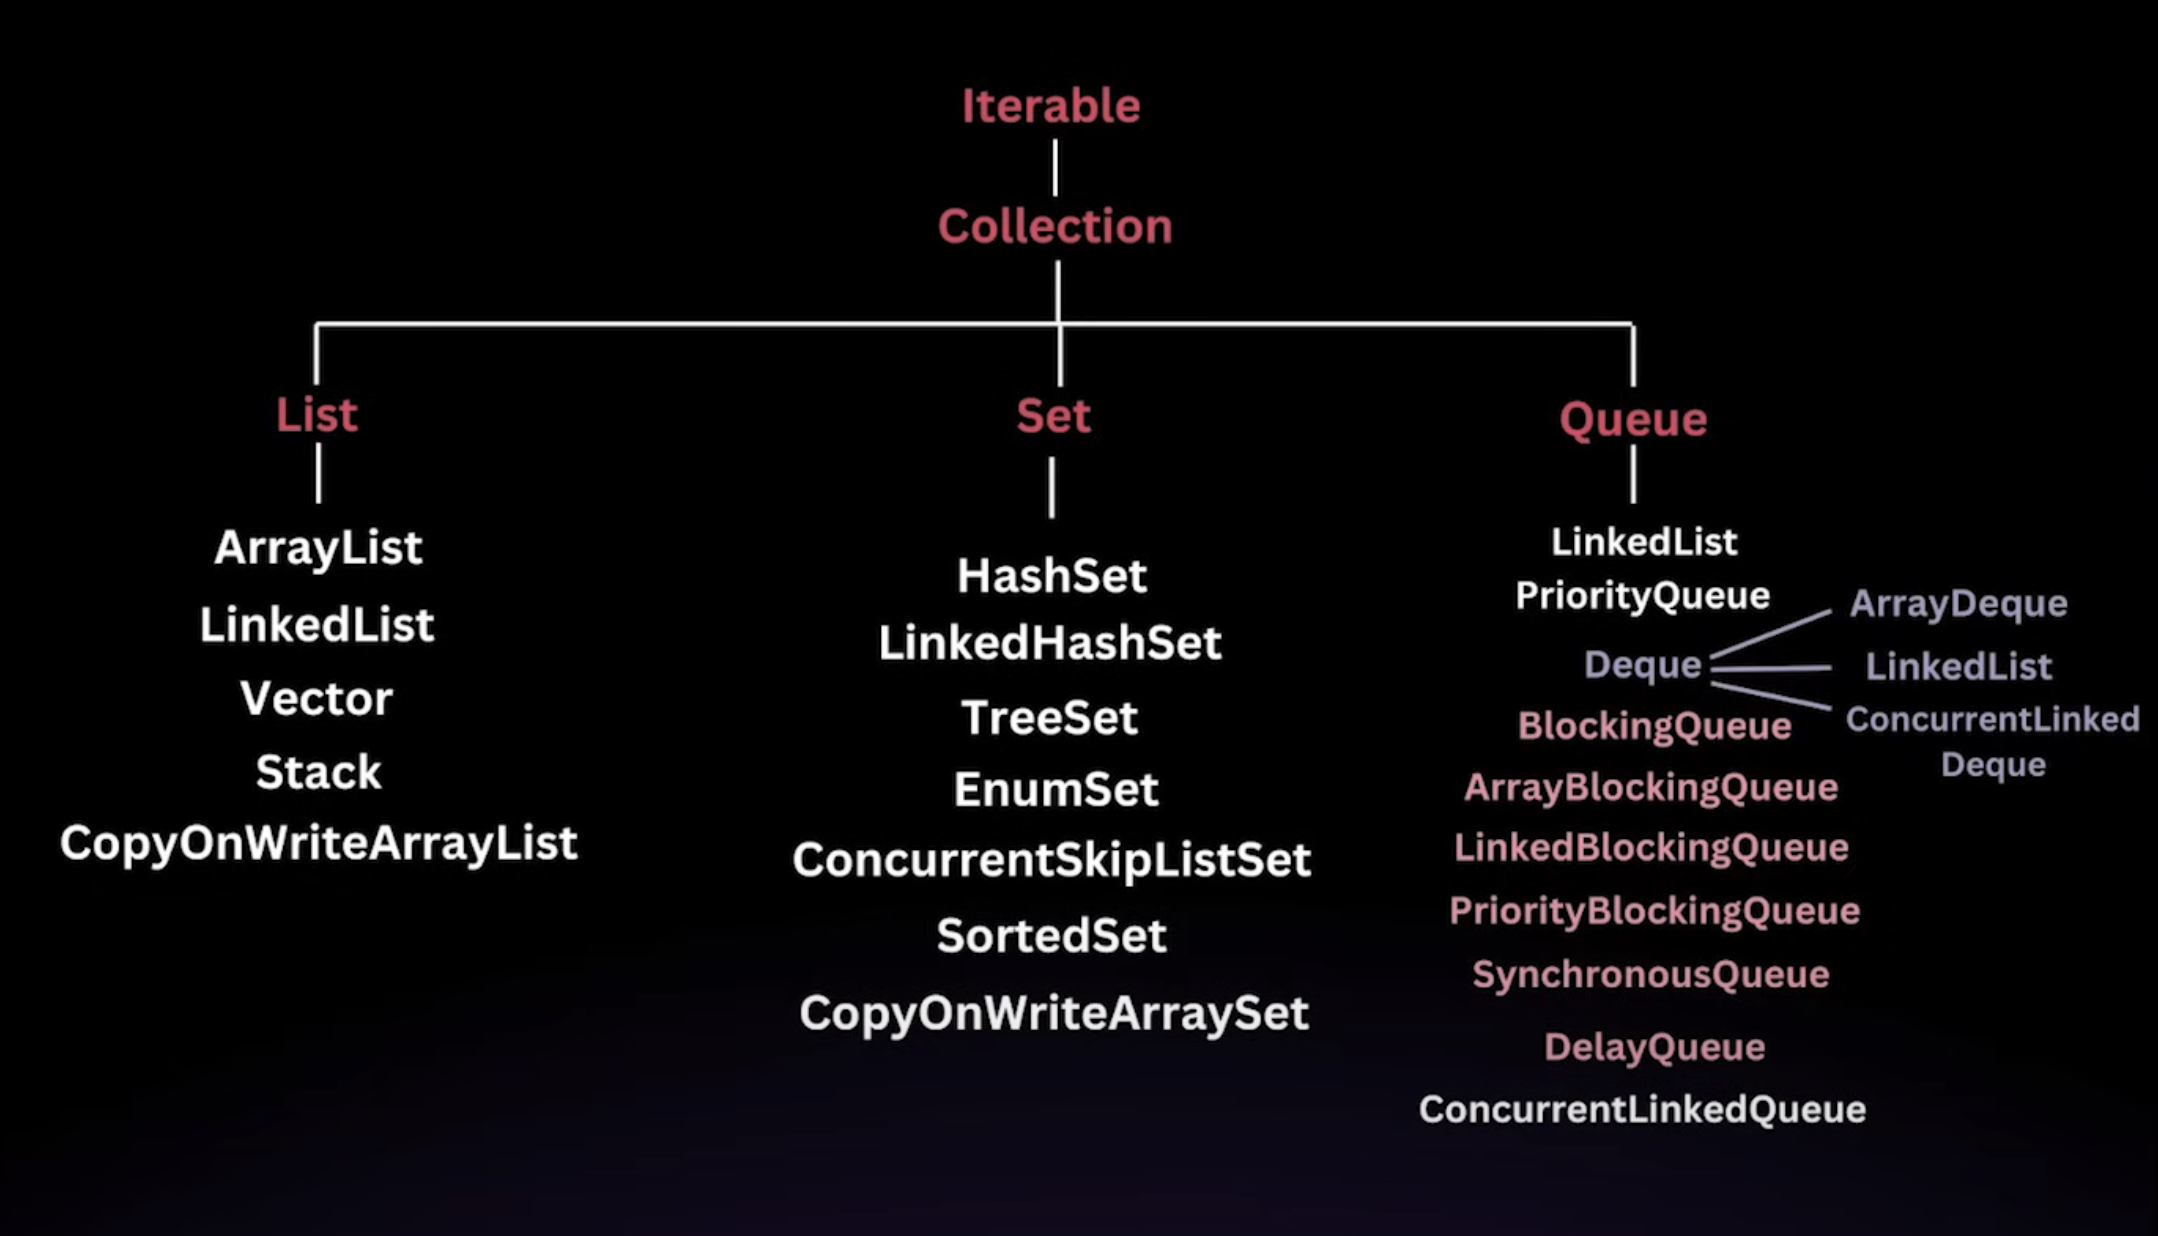 Iterable
Collection
List
Set
Queue
ArrayList
LinkedList
Vector
Stack
CopyOnWriteArrayList
HashSet
LinkedHashSet
TreeSet
EnumSet
ConcurrentSkipListSet
SortedSet
CopyOnWriteArraySet
LinkedList
PriorityQueue
Deque
ArrayDeque
LinkedList
ConcurrentLinked
Deque
BlockingQueue
ArrayBlockingQueue
LinkedBlockingQueue
PriorityBlockingQueue
SynchronousQueue
DelayQueue
ConcurrentLinkedQueue